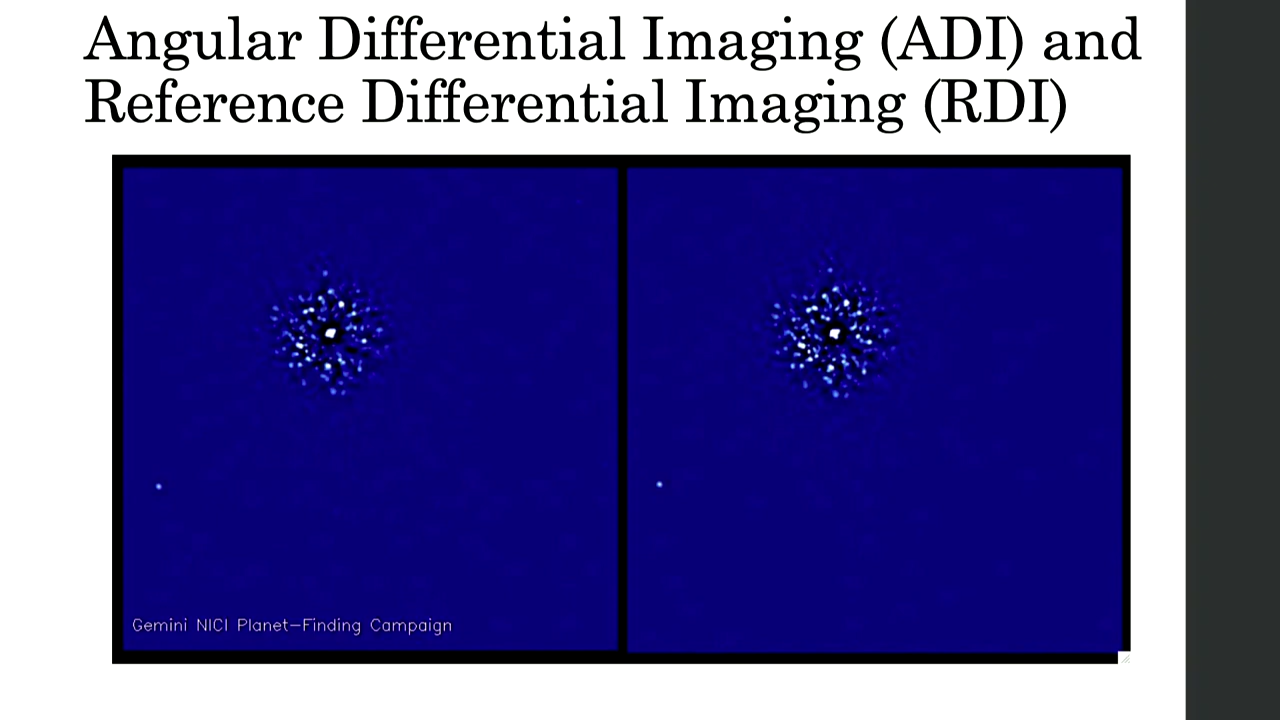 Angular Differential Imaging (ADI) and
Reference Differential Imaging (RDI)
Gemini NICI Planet−Finding Campaign